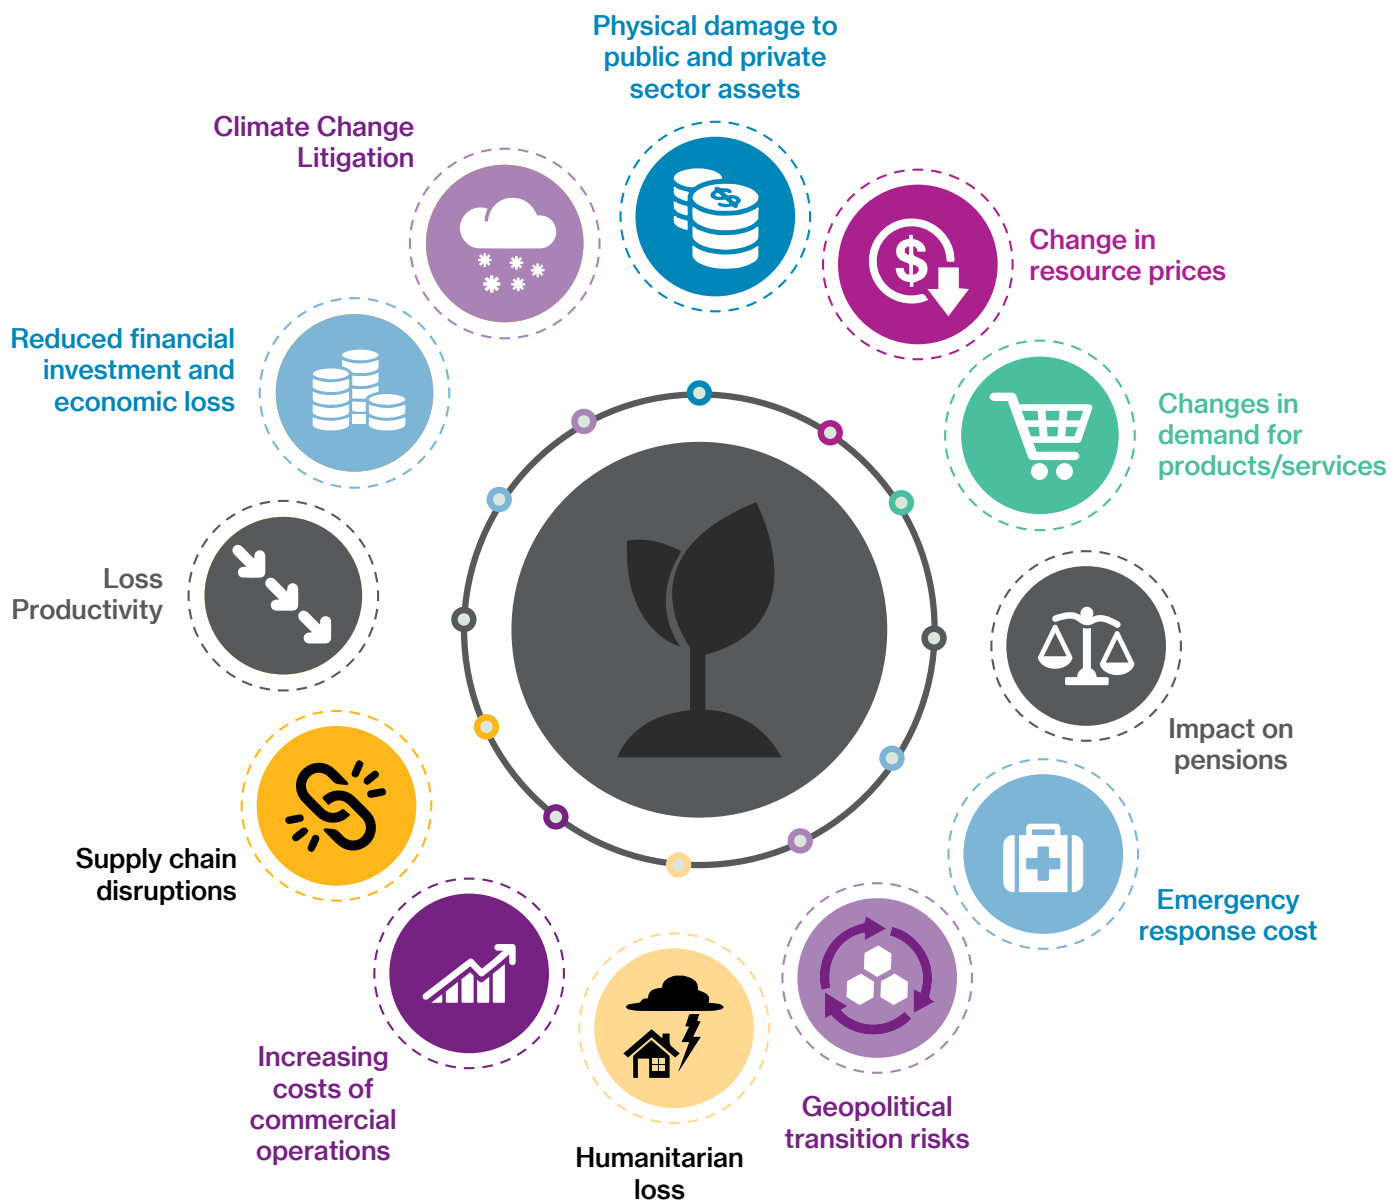 Physical damage to
public and private
sector assets
Climate Change
Litigation
Change in
resource prices
Reduced financial
investment and
economic loss
Changes in
demand for
products/services
Loss
Productivity
Impact on
pensions
Supply chain
disruptions
Emergency
response cost
Increasing
costs of
commercial
operations
Geopolitical
transition risks
Humanitarian
loss